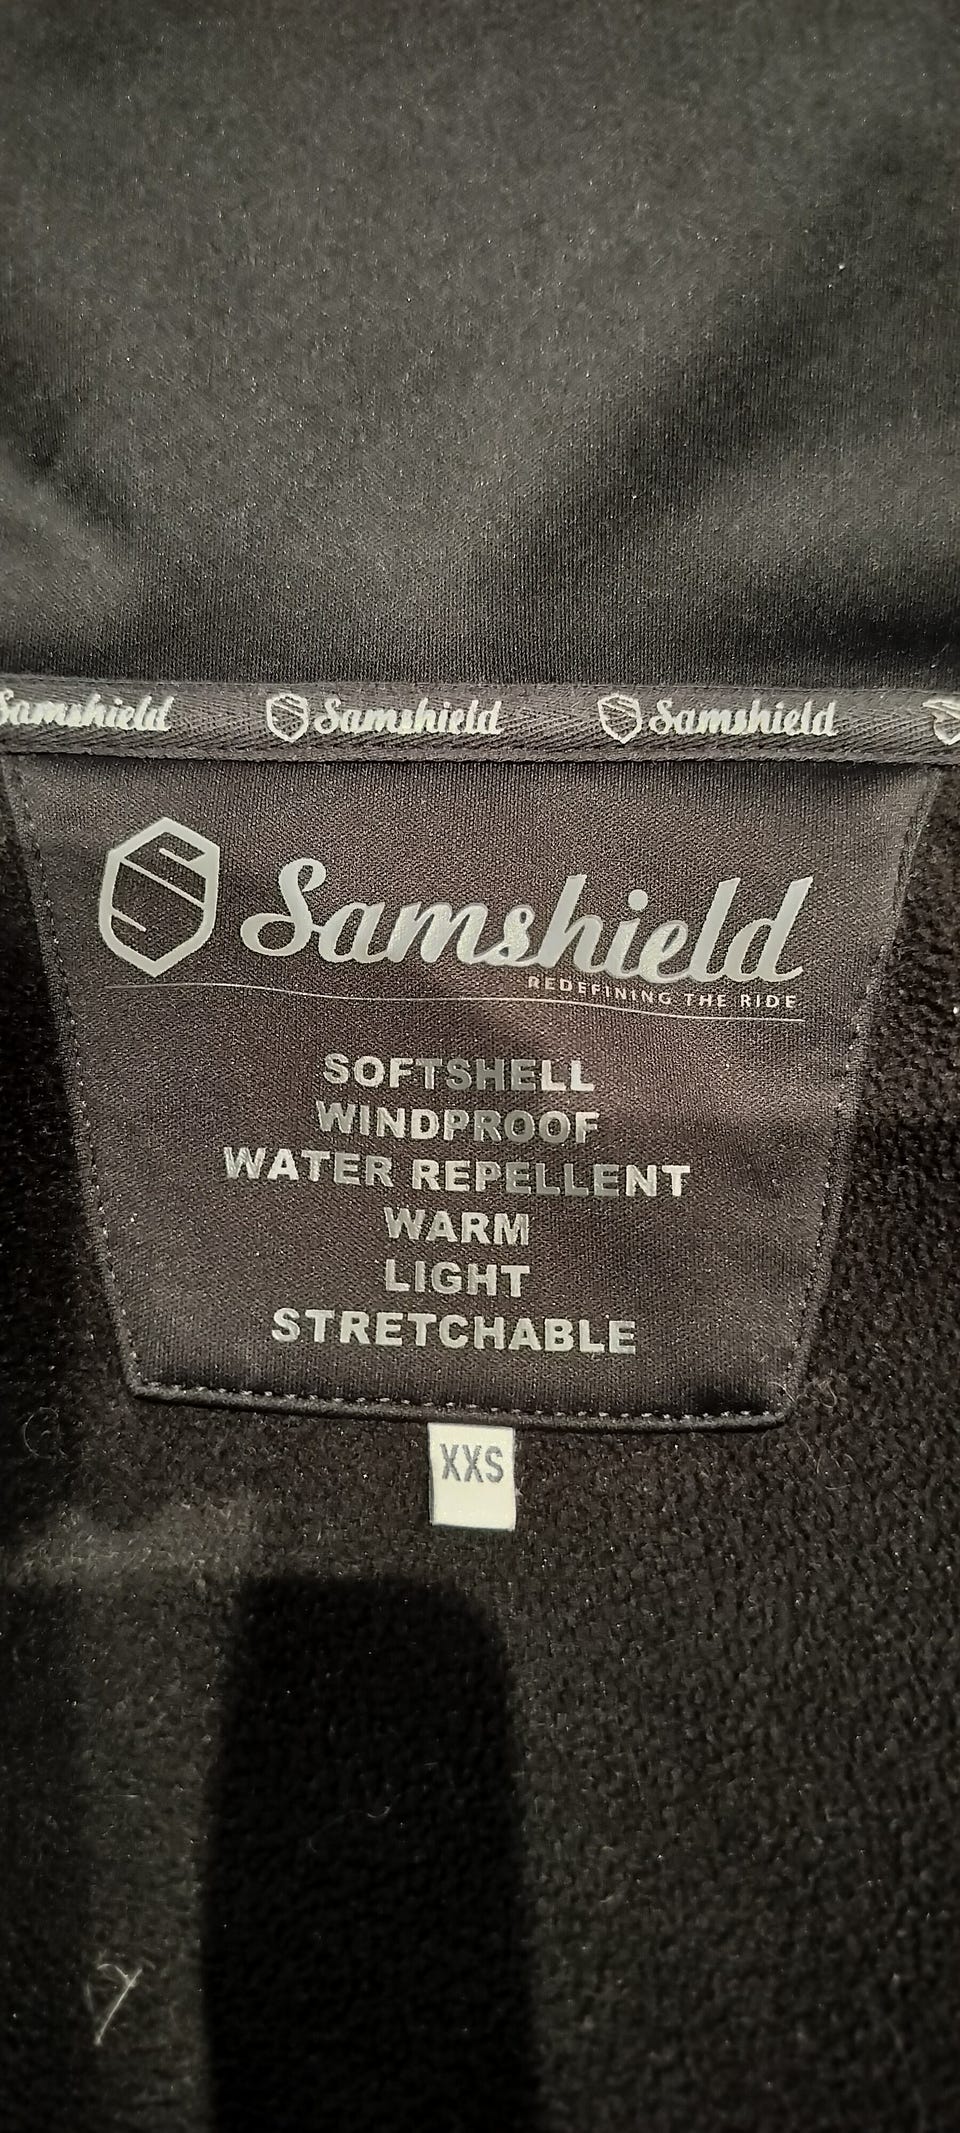 Samshield Samshield Samshield
Samshield
REDEFINING THE RIDE
SOFTSHELL
WINDPROOF
WATER REPELLENT
WARM
LIGHT
STRETCHABLE
XXS